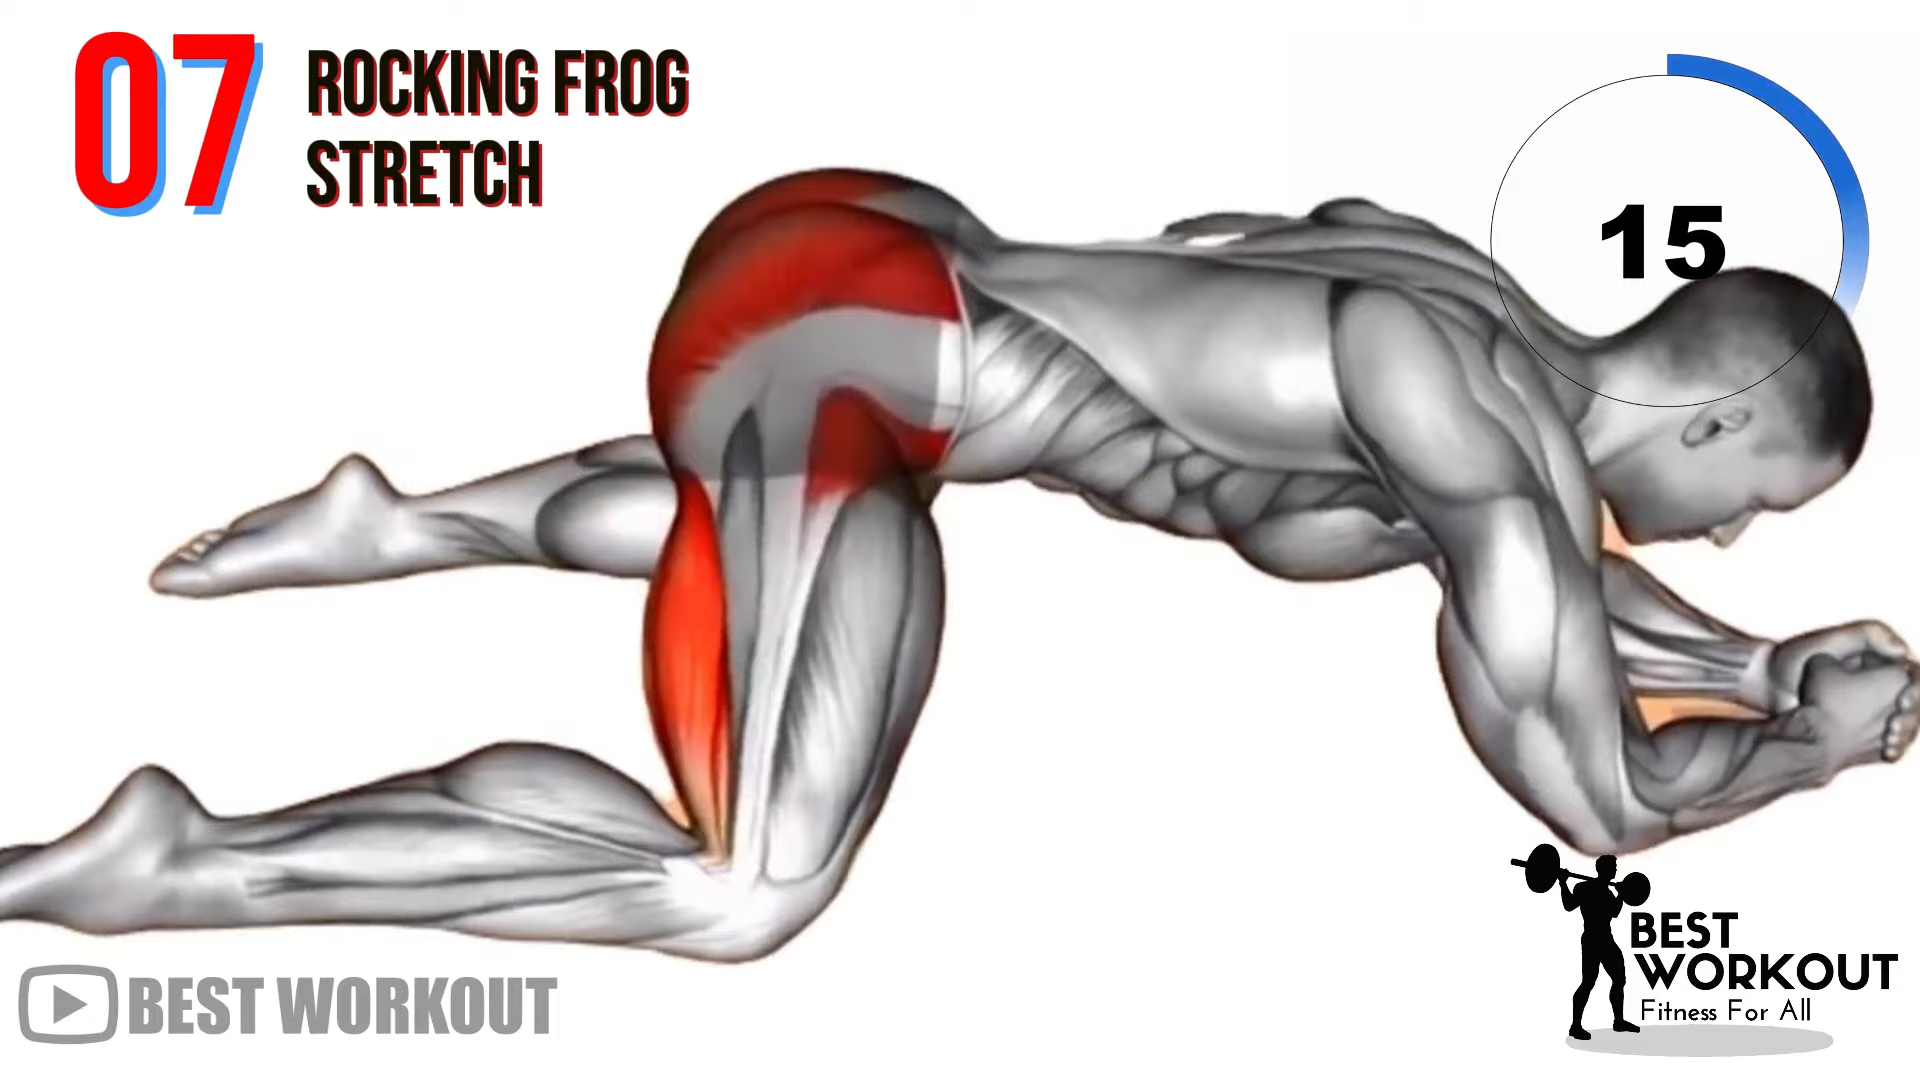 07
ROCKING FROG
STRETCH
15
BEST
WORKOUT
Fitness For All
BEST WORKOUT